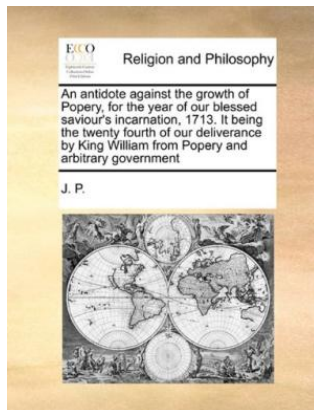 ECCO
Religion and Philosophy
An antidote against the growth of
Popery, for the year of our blessed
saviour's incarnation, 1713. It being
the twenty fourth of our deliverance
by King William from Popery and
arbitrary government
J. P.